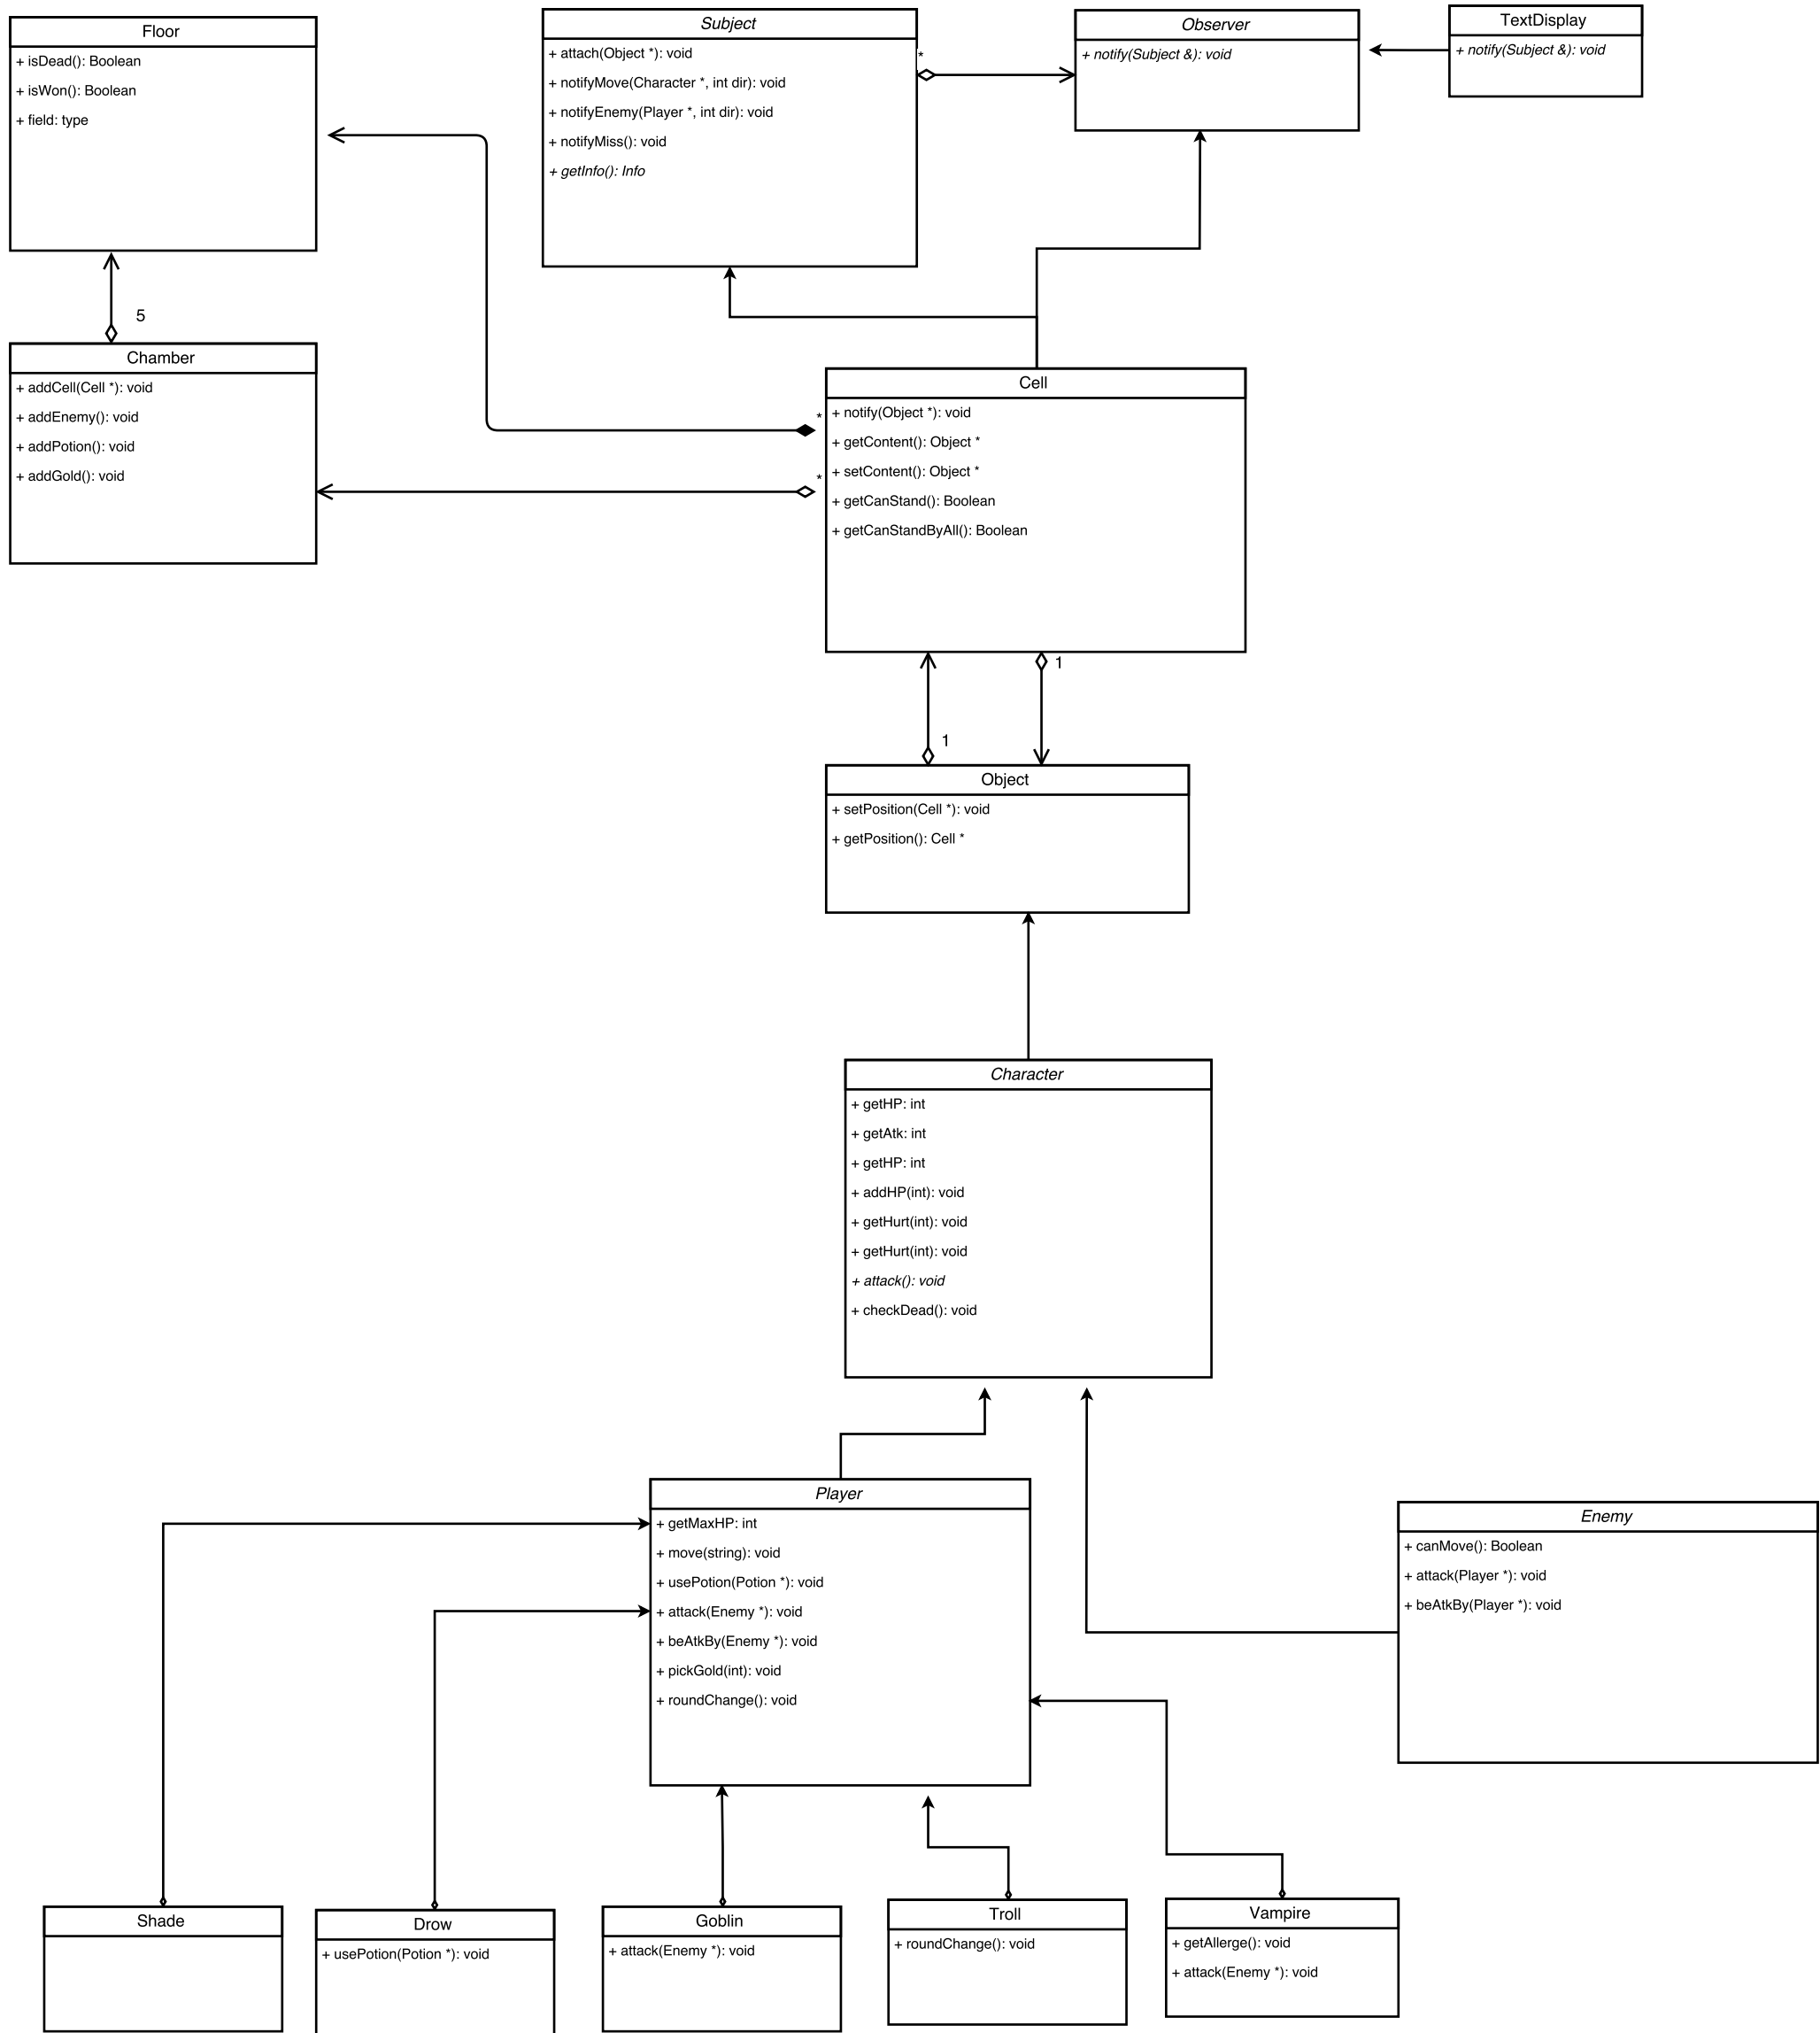 Floor
+ isDead(): Boolean
+ isWon(): Boolean
+ field: type
Subject
+ attach(Object *): void
+ notifyMove(Character *, int dir): void
+ notifyEnemy(Player *, int dir): void
+ notifyMiss(): void
+ getInfo(): Info
*
Observer
+ notify(Subject &): void
TextDisplay
+ notify(Subject &): void
5
Chamber
+ addCell(Cell *): void
+ addEnemy(): void
+ addPotion(): void
+ addGold(): void
*
*
Cell
+ notify(Object *): void
+ getContent(): Object *
+ setContent(): Object *
+ getCanStand(): Boolean
+ getCanStandByAll(): Boolean
1
1
Object
+ setPosition(Cell *): void
+ getPosition(): Cell *
Character
+ getHP: int
+ getAtk: int
+ getHP: int
+ addHP(int): void
+ getHurt(int): void
+ getHurt(int): void
+ attack(): void
+ checkDead(): void
Player
+ getMaxHP: int
+ move(string): void
+ usePotion(Potion *): void
+ attack(Enemy *): void
+ beAtkBy(Enemy *): void
+ pickGold(int): void
+ roundChange(): void
Enemy
+ canMove(): Boolean
+ attack(Player *): void
+ beAtkBy(Player *): void
Shade
Drow
+ usePotion(Potion *): void
Goblin
+ attack(Enemy *): void
Troll
+ roundChange(): void
Vampire
+ getAllerge(): void
+ attack(Enemy *): void